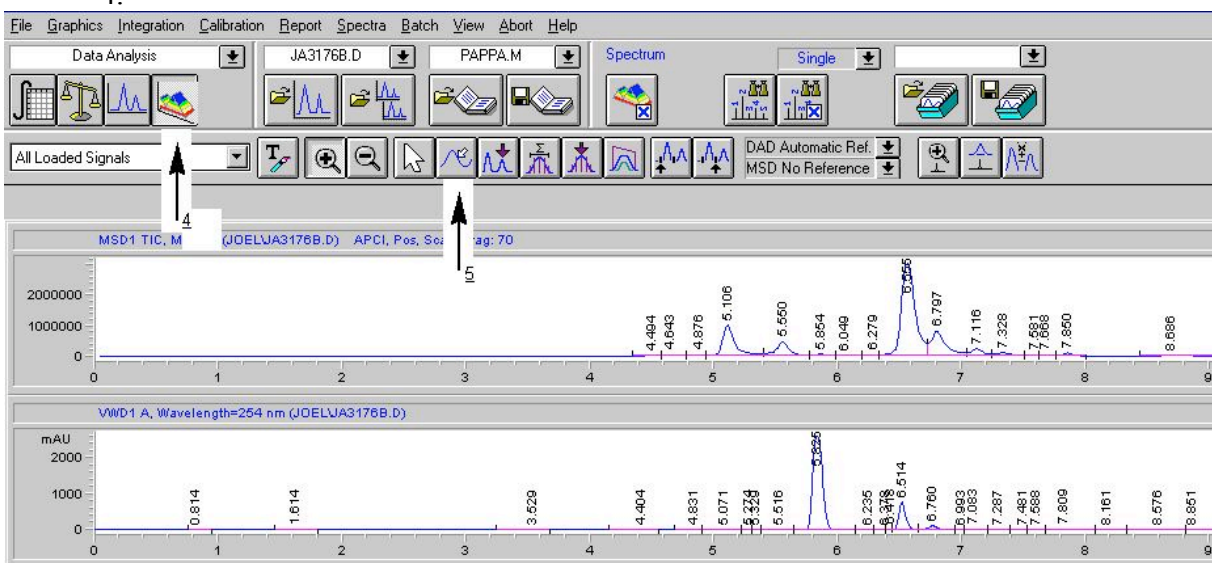 File Graphics Integration Calibration Report Spectra Batch View Abort Help
Data Analysis JA3176B.D PAPPA.M Spectrum Single
All Loaded Signals DAD Automatic Ref.
MSD No Reference
4
5
MSD1 TIC, M (JOEL\JA3176B.D) APCI, Pos, Sca rag: 70
2000000
1000000
0
4.494 4.643 4.876 5.106 5.550 5.854 6.049 6.279 6.555 6.797 7.116 7.328 7.581 7.668 7.850 8.686
0 1 2 3 4 5 6 7 8 9
VWD1 A, Wavelength=254 nm (JOEL\JA3176B.D)
mAU
2000
1000
0
0.814 1.614 3.529 4.404 4.831 5.071 5.329 5.516 5.825 6.235 6.418 6.514 6.760 6.993 7.083 7.287 7.481 7.588 7.809 8.161 8.576 8.851
0 1 2 3 4 5 6 7 8 9